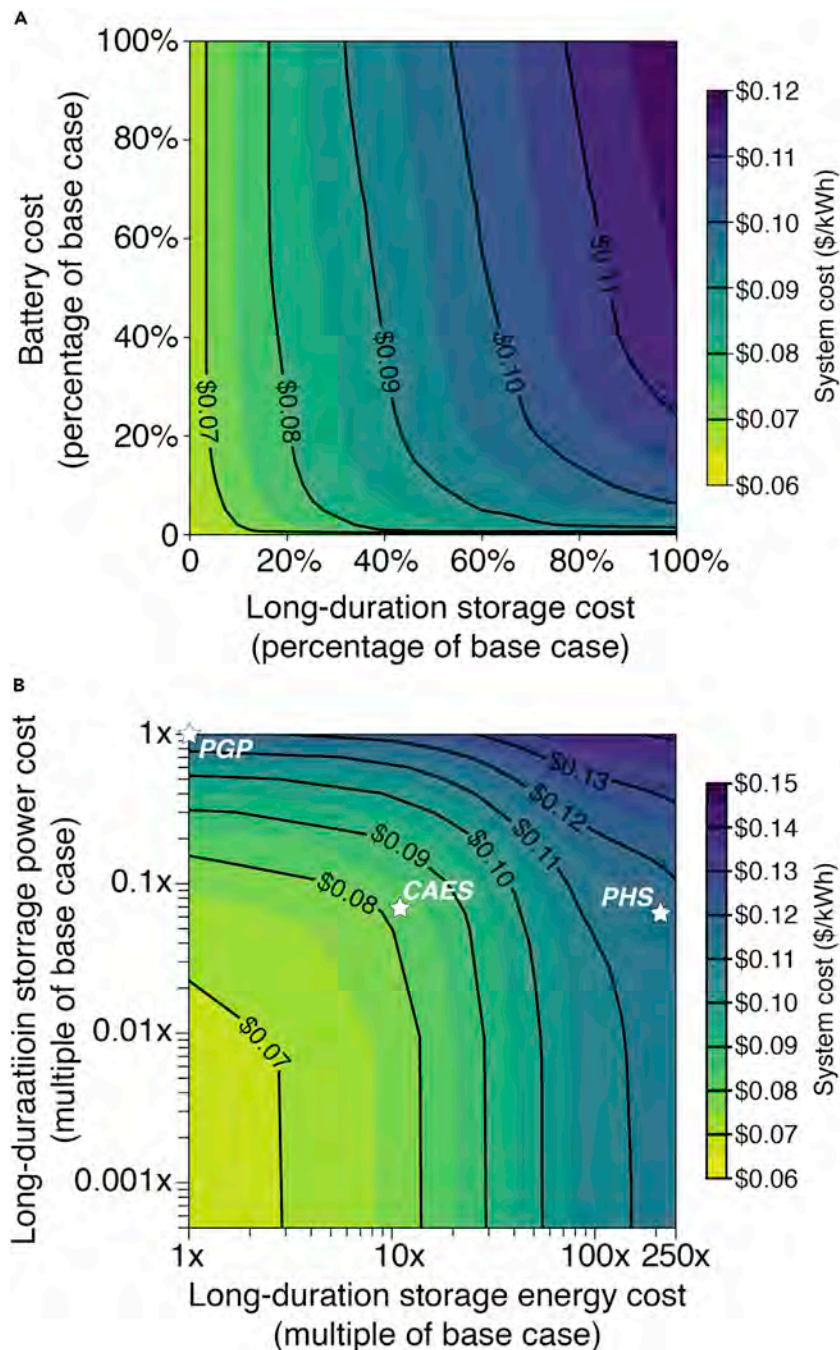 A
100%
80%
60%
40%
20%
0
Battery cost
(percentage of base case)
$0.07
$0.08
$0.09
$0.10
$0.11
0
20%
40%
60%
80%
100%
Long-duration storage cost
(percentage of base case)
$0.12
$0.11
$0.10
$0.09
$0.08
$0.07
$0.06
System cost ($/kWh)
B
1x
0.1x
0.01x
0.001x
Long-duraatioin storrage power cost
(multiple of base case)
PGP
CAES
PHS
$0.13
$0.12
$0.11
$0.10
$0.09
$0.08
$0.07
1x
10x
100x
250x
Long-duration storage energy cost
(multiple of base case)
$0.15
$0.14
$0.13
$0.12
$0.11
$0.10
$0.09
$0.08
$0.07
$0.06
System cost ($/kWh)